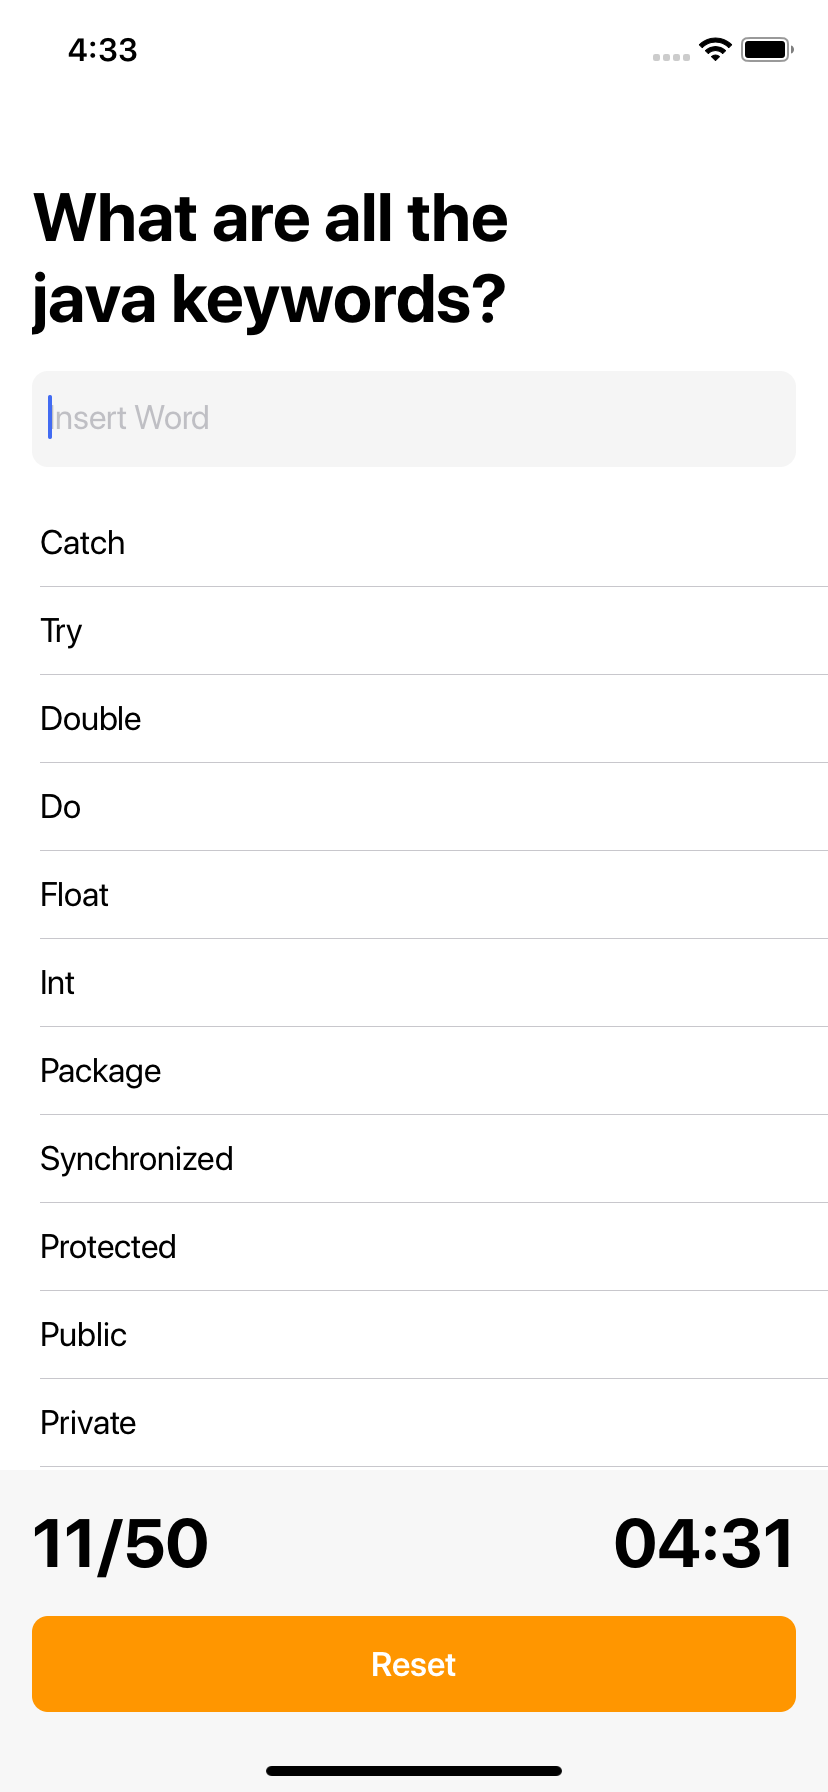 4:33
What are all the
java keywords?
Insert Word
Catch
Try
Double
Do
Float
Int
Package
Synchronized
Protected
Public
Private
11/50 04:31
Reset